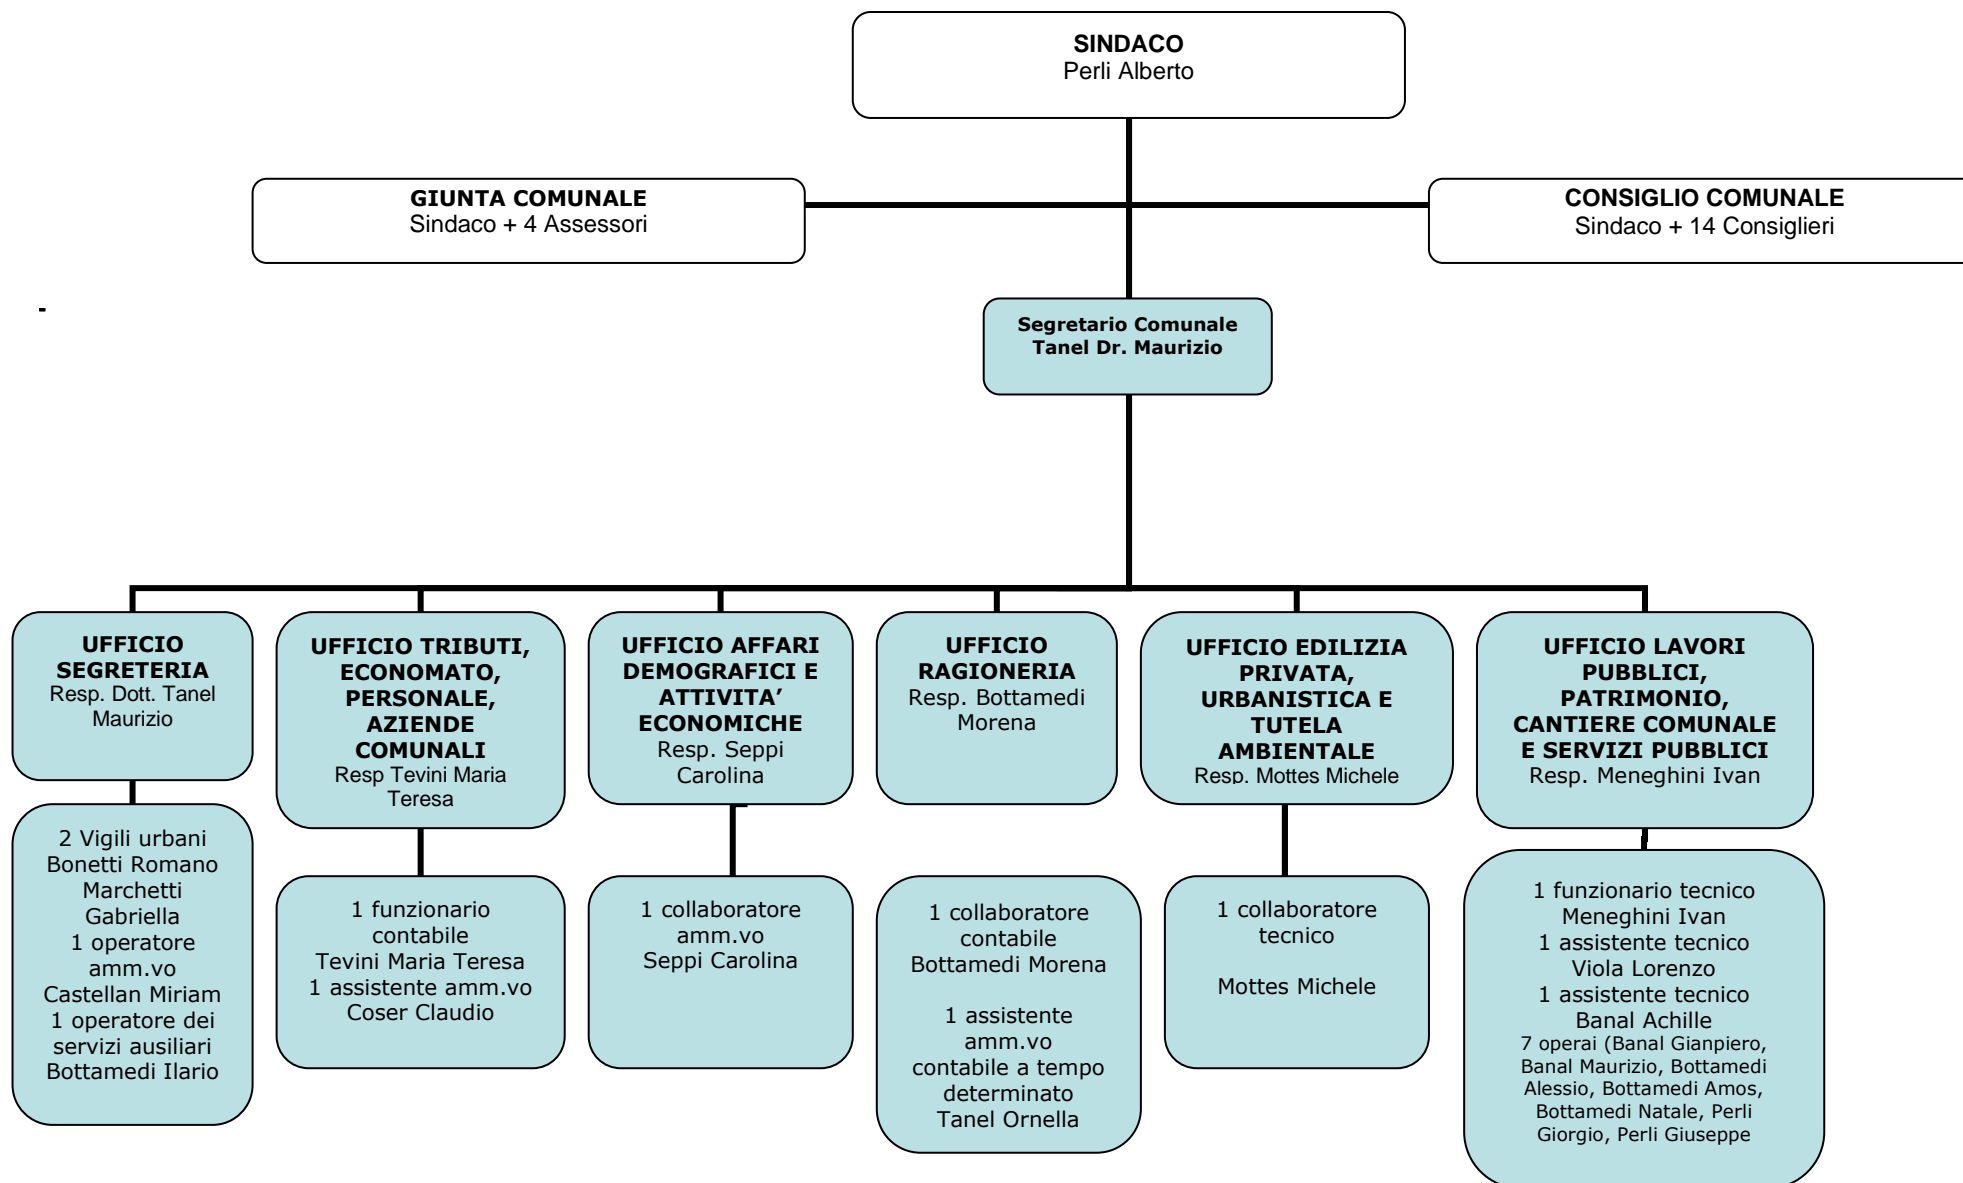 SINDACO
Perli Alberto
GIUNTA COMUNALE
Sindaco + 4 Assessori
CONSIGLIO COMUNALE
Sindaco + 14 Consiglieri
-
Segretario Comunale
Tanel Dr. Maurizio
UFFICIO
SEGRETERIA
Resp. Dott. Tanel
Maurizio
UFFICIO TRIBUTI,
ECONOMATO,
PERSONALE,
AZIENDE
COMUNALI
Resp Tevini Maria
Teresa
UFFICIO AFFARI
DEMOGRAFICI E
ATTIVITA’
ECONOMICHE
Resp. Seppi
Carolina
UFFICIO
RAGIONERIA
Resp. Bottamedi
Morena
UFFICIO EDILIZIA
PRIVATA,
URBANISTICA E
TUTELA
AMBIENTALE
Resp. Mottes Michele
UFFICIO LAVORI
PUBBLICI,
PATRIMONIO,
CANTIERE COMUNALE
E SERVIZI PUBBLICI
Resp. Meneghini Ivan
2 Vigili urbani
Bonetti Romano
Marchetti
Gabriella
1 operatore
amm.vo
Castellan Miriam
1 operatore dei
servizi ausiliari
Bottamedi Ilario
1 funzionario
contabile
Tevini Maria Teresa
1 assistente amm.vo
Coser Claudio
1 collaboratore
amm.vo
Seppi Carolina
1 collaboratore
contabile
Bottamedi Morena
1 assistente
amm.vo
contabile a tempo
determinato
Tanel Ornella
1 collaboratore
tecnico
Mottes Michele
1 funzionario tecnico
Meneghini Ivan
1 assistente tecnico
Viola Lorenzo
1 assistente tecnico
Banal Achille
7 operai (Banal Gianpiero,
Banal Maurizio, Bottamedi
Alessio, Bottamedi Amos,
Bottamedi Natale, Perli
Giorgio, Perli Giuseppe